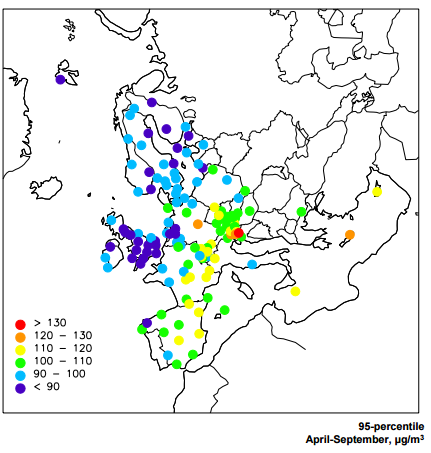 > 130
120 – 130
110 – 120
100 – 110
90 – 100
< 90
95-percentile
April-September, µg/m³